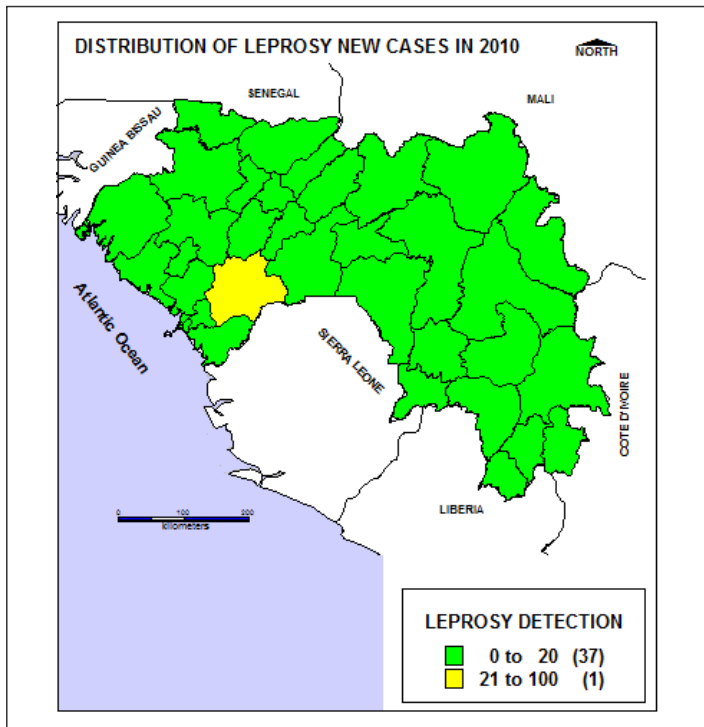 DISTRIBUTION OF LEPROSY NEW CASES IN 2010
NORTH
SENEGAL
MALI
GUINEA BISSAU
Atlantic Ocean
SIERRA LEONE
COTE D'IVOIRE
LIBERIA
0 100 200
kilometers
LEPROSY DETECTION
0 to 20 (37)
21 to 100 (1)